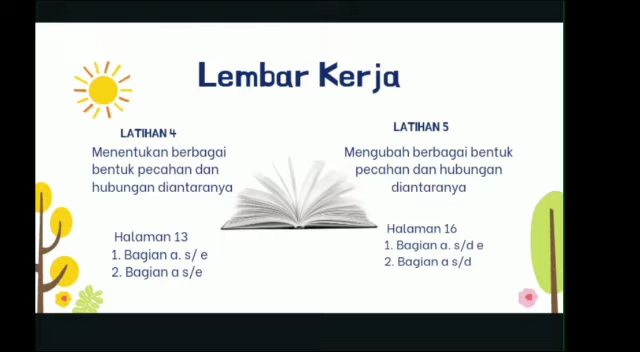 Lembar Kerja
LATIHAN 4
Menentukan berbagai
bentuk pecahan dan
hubungan diantaranya
Halaman 13
1. Bagian a. s/ e
2. Bagian a s/e
LATIHAN 5
Mengubah berbagai bentuk
pecahan dan hubungan
diantaranya
Halaman 16
1. Bagian a. s/d e
2. Bagian a s/d